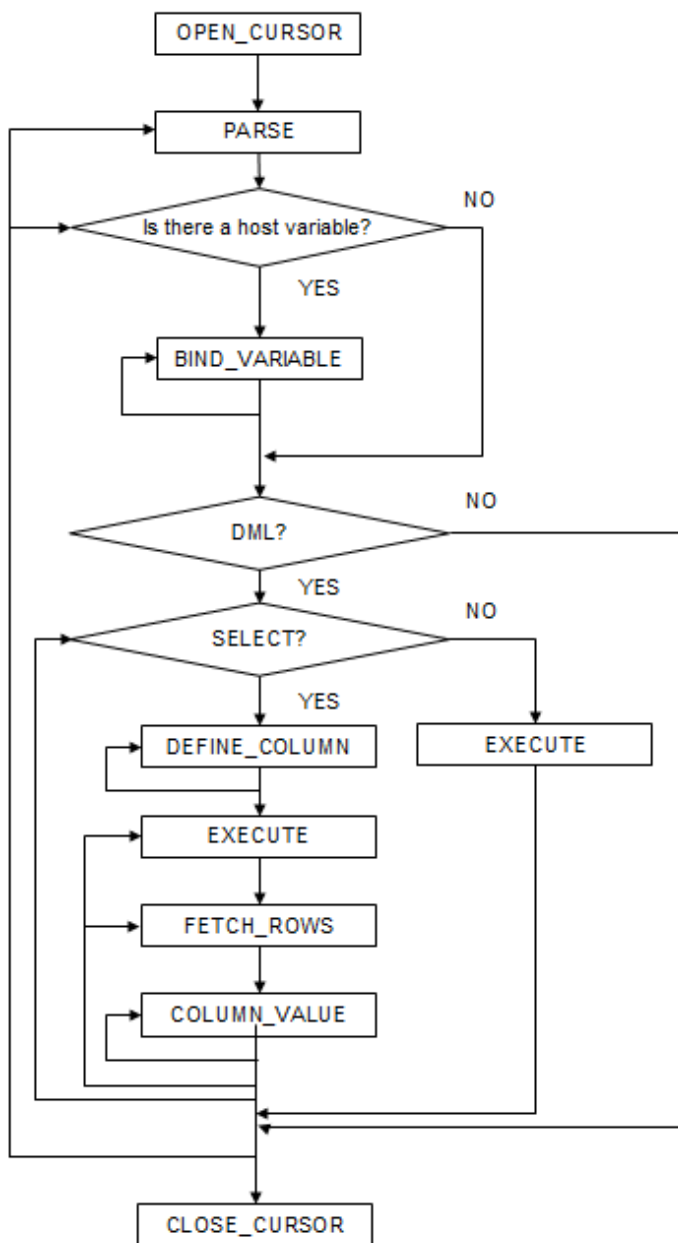 OPEN_CURSOR
PARSE
NO
Is there a host variable?
YES
BIND_VARIABLE
NO
DML?
YES
NO
SELECT?
YES
DEFINE_COLUMN
EXECUTE
EXECUTE
FETCH_ROWS
COLUMN_VALUE
CLOSE_CURSOR